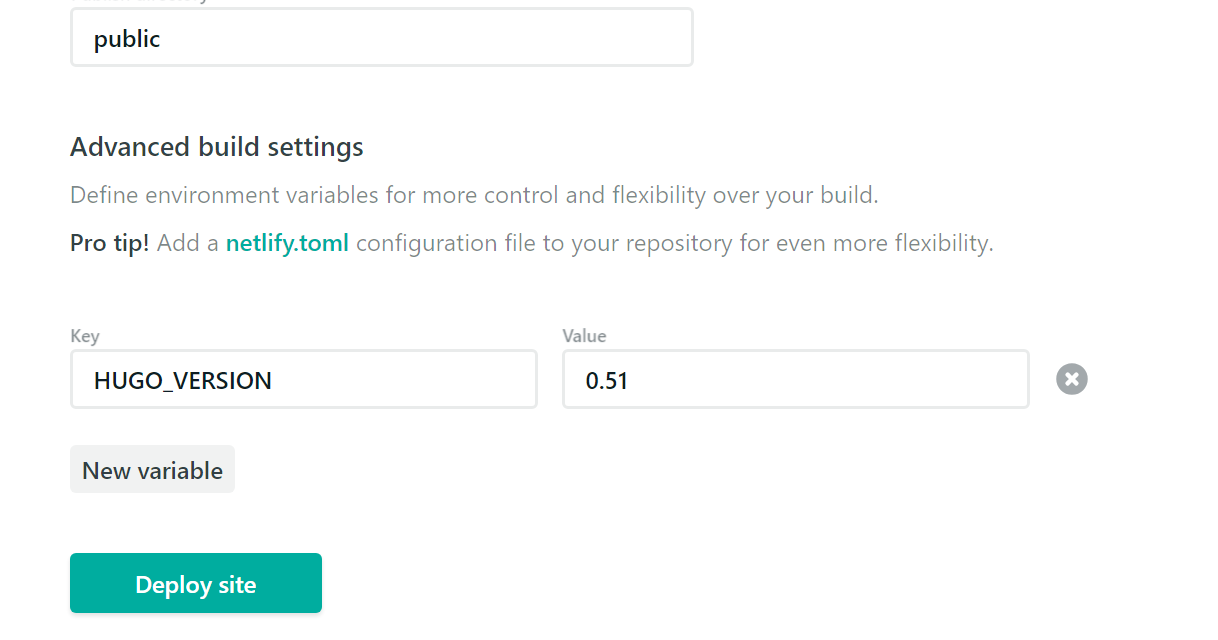 public
Advanced build settings
Define environment variables for more control and flexibility over your build.
Pro tip! Add a netlify.toml configuration file to your repository for even more flexibility.
Key Value
HUGO_VERSION 0.51
New variable
Deploy site